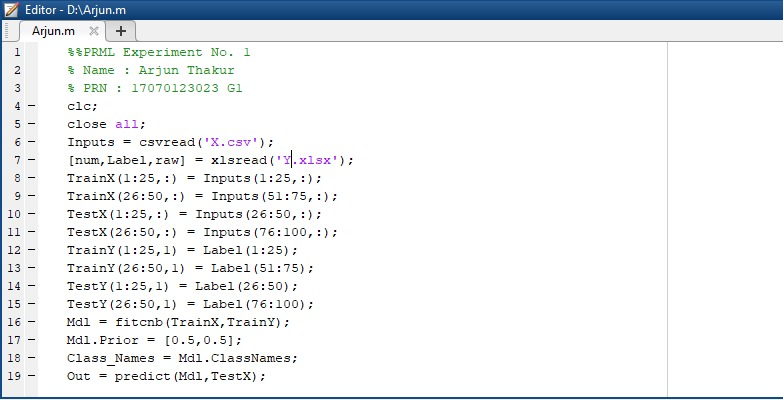 Editor - D:\Arjun.m
Arjun.m
1 %%PRML Experiment No. 1
2 % Name : Arjun Thakur
3 % PRN : 17070123023 G1
4 - clc;
5 - close all;
6 - Inputs = csvread('X.csv');
7 - [num,Label,raw] = xlsread('Y.xlsx');
8 - TrainX(1:25,:) = Inputs(1:25,:);
9 - TrainX(26:50,:) = Inputs(51:75,:);
10 - TestX(1:25,:) = Inputs(26:50,:);
11 - TestX(26:50,:) = Inputs(76:100,:);
12 - TrainY(1:25,1) = Label(1:25);
13 - TrainY(26:50,1) = Label(51:75);
14 - TestY(1:25,1) = Label(26:50);
15 - TestY(26:50,1) = Label(76:100);
16 - Mdl = fitcnb(TrainX,TrainY);
17 - Mdl.Prior = [0.5,0.5];
18 - Class_Names = Mdl.ClassNames;
19 - Out = predict(Mdl,TestX);